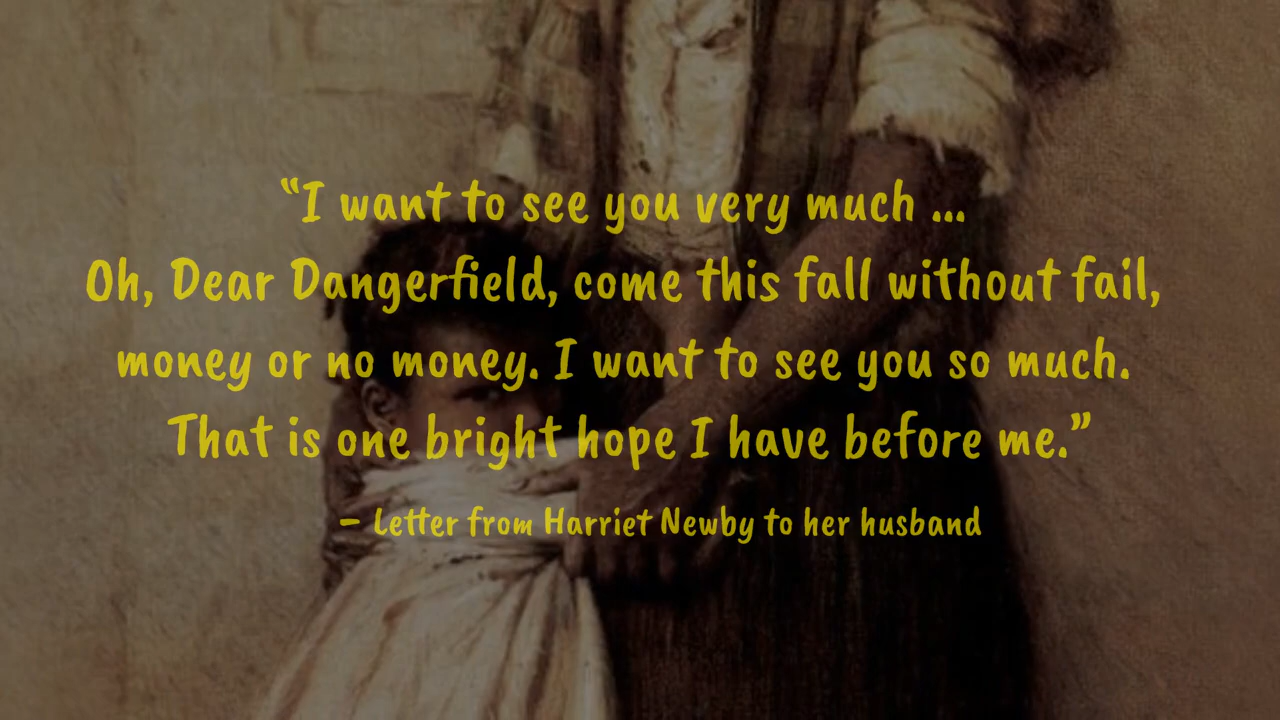 “I want to see you very much ...
Oh, Dear Dangerfield, come this fall without fail,
money or no money. I want to see you so much.
That is one bright hope I have before me.”
– Letter from Harriet Newby to her husband